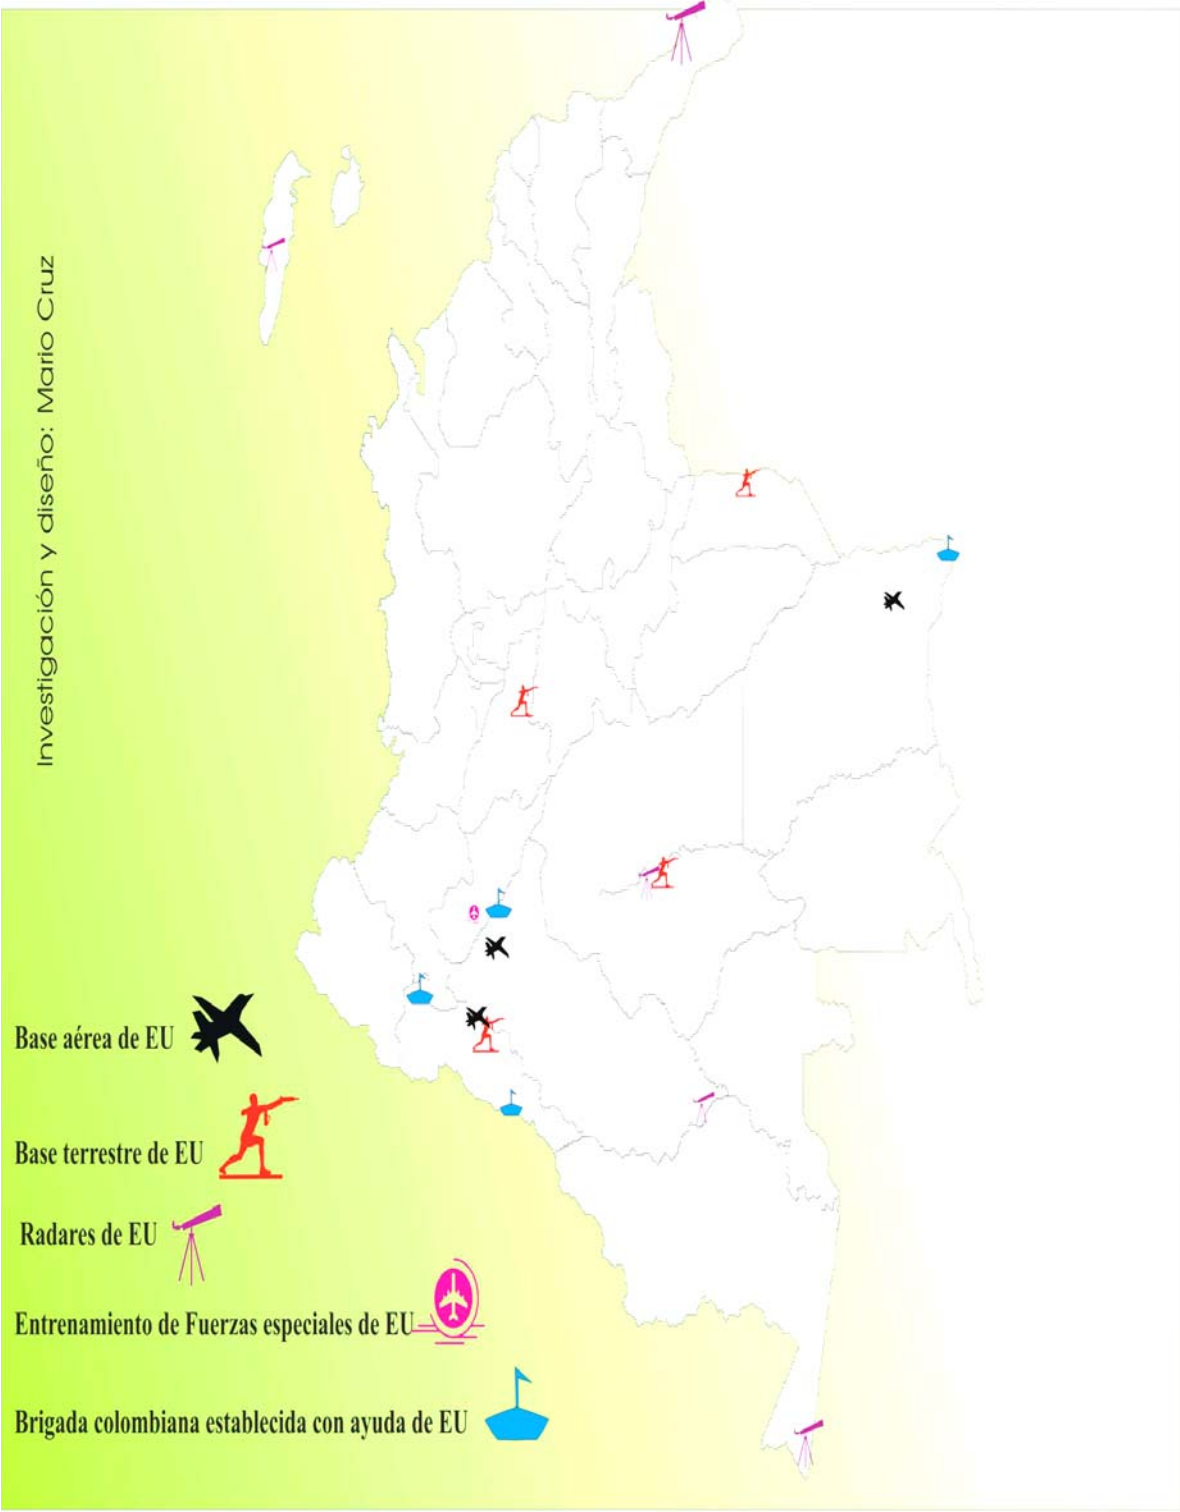 Investigación y diseño: Mario Cruz
Base aérea de EU
Base terrestre de EU
Radares de EU
Entrenamiento de Fuerzas especiales de EU
Brigada colombiana establecida con ayuda de EU